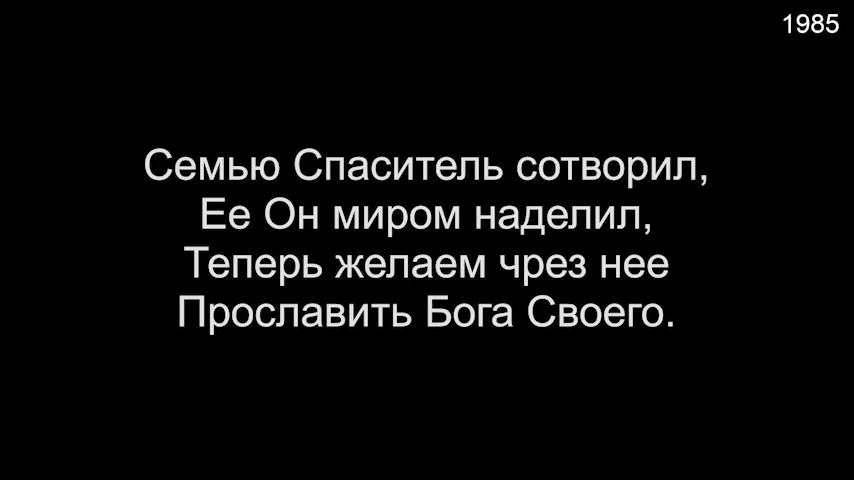 1985
Семью Спаситель сотворил,
Ее Он миром наделил,
Теперь желаем чрез нее
Прославить Бога Своего.